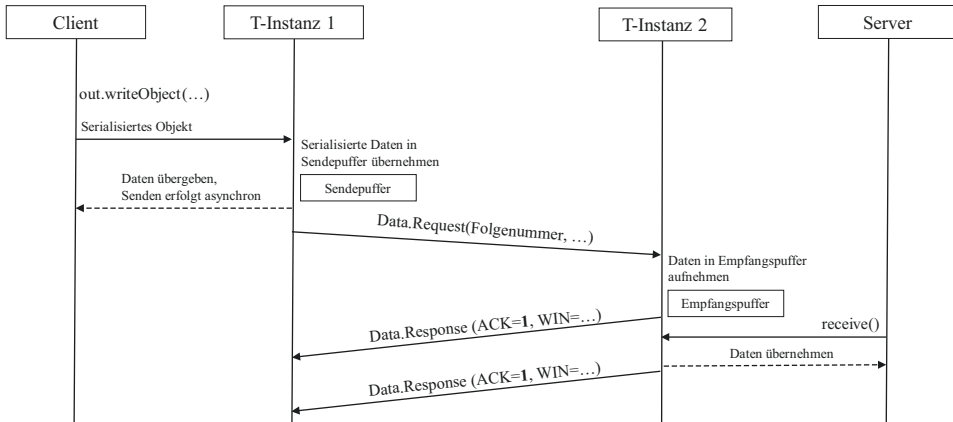 Client
T-Instanz 1
T-Instanz 2
Server
out.writeObject(…)
Serialisiertes Objekt
Serialisierte Daten in
Sendepuffer übernehmen
Sendepuffer
Daten übergeben,
Senden erfolgt asynchron
Data.Request(Folgenummer, …)
Daten in Empfangspuffer
aufnehmen
Empfangspuffer
Data.Response (ACK=1, WIN=…)
receive()
Daten übernehmen
Data.Response (ACK=1, WIN=…)